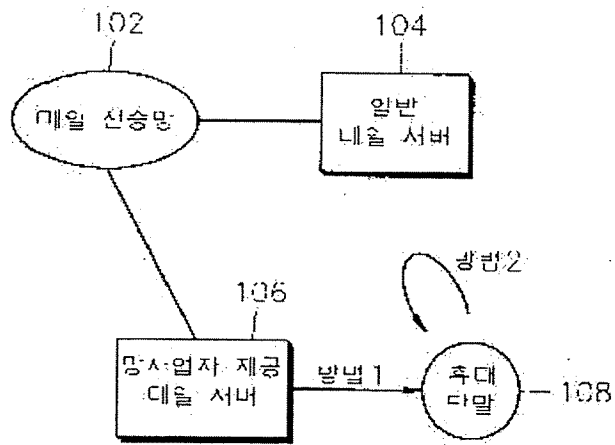 102
104
메일 전송망
일반
메일 서버
방법2
106
망사업자 제공
메일 서버
방법1
휴대
단말
108